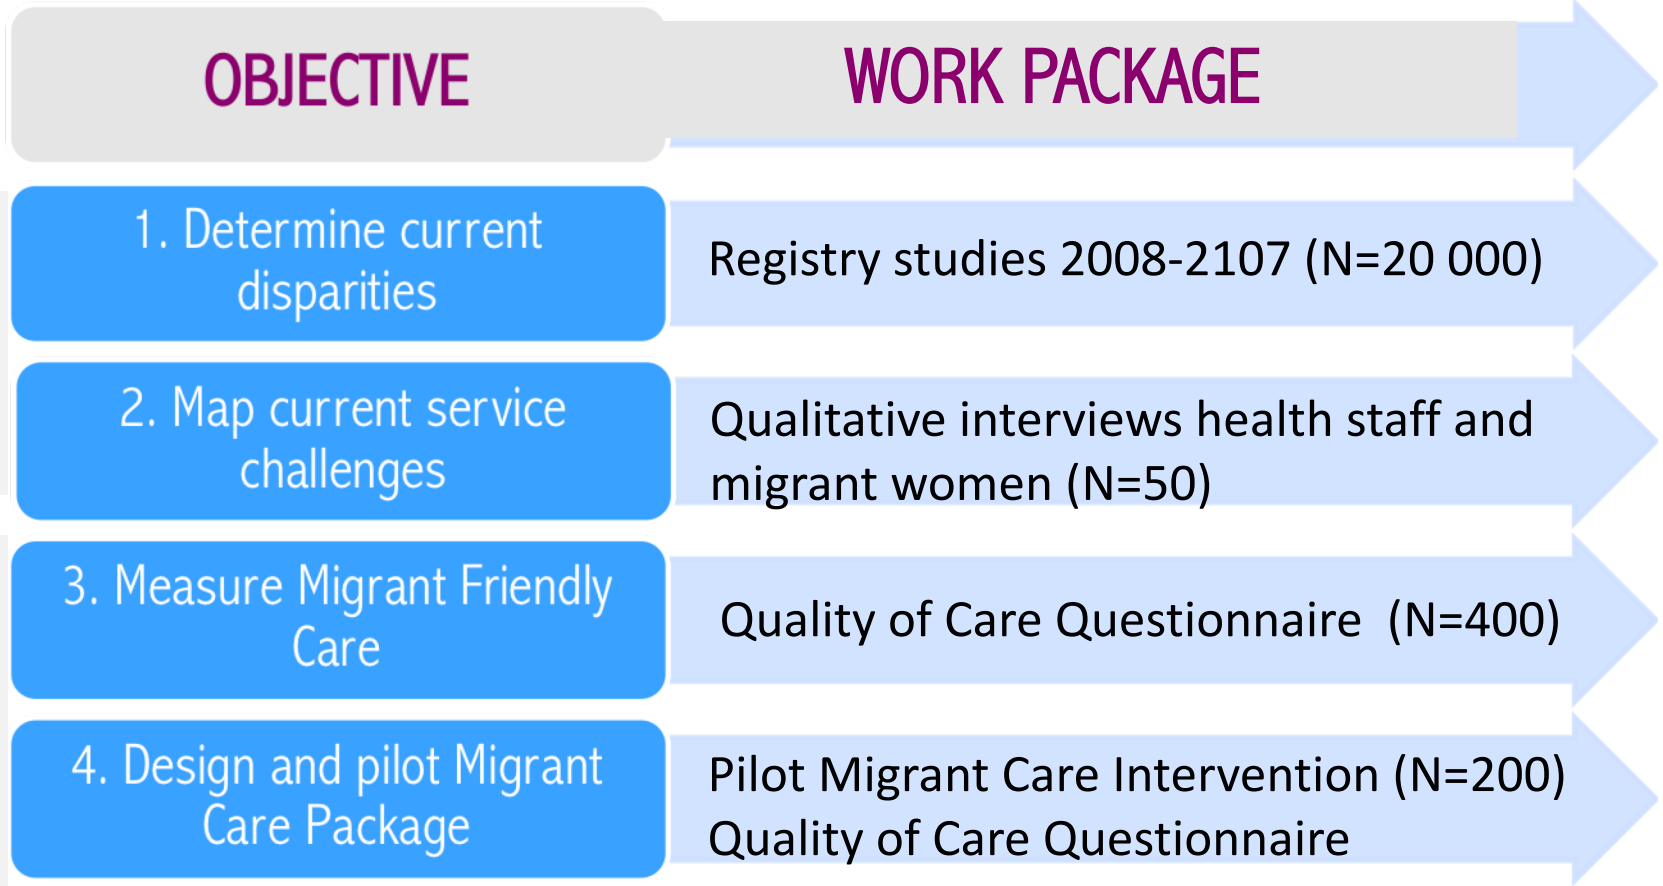 OBJECTIVE
WORK PACKAGE
1. Determine current
disparities
Registry studies 2008-2107 (N=20 000)
2. Map current service
challenges
Qualitative interviews health staff and
migrant women (N=50)
3. Measure Migrant Friendly
Care
Quality of Care Questionnaire  (N=400)
4. Design and pilot Migrant
Care Package
Pilot Migrant Care Intervention (N=200)
Quality of Care Questionnaire